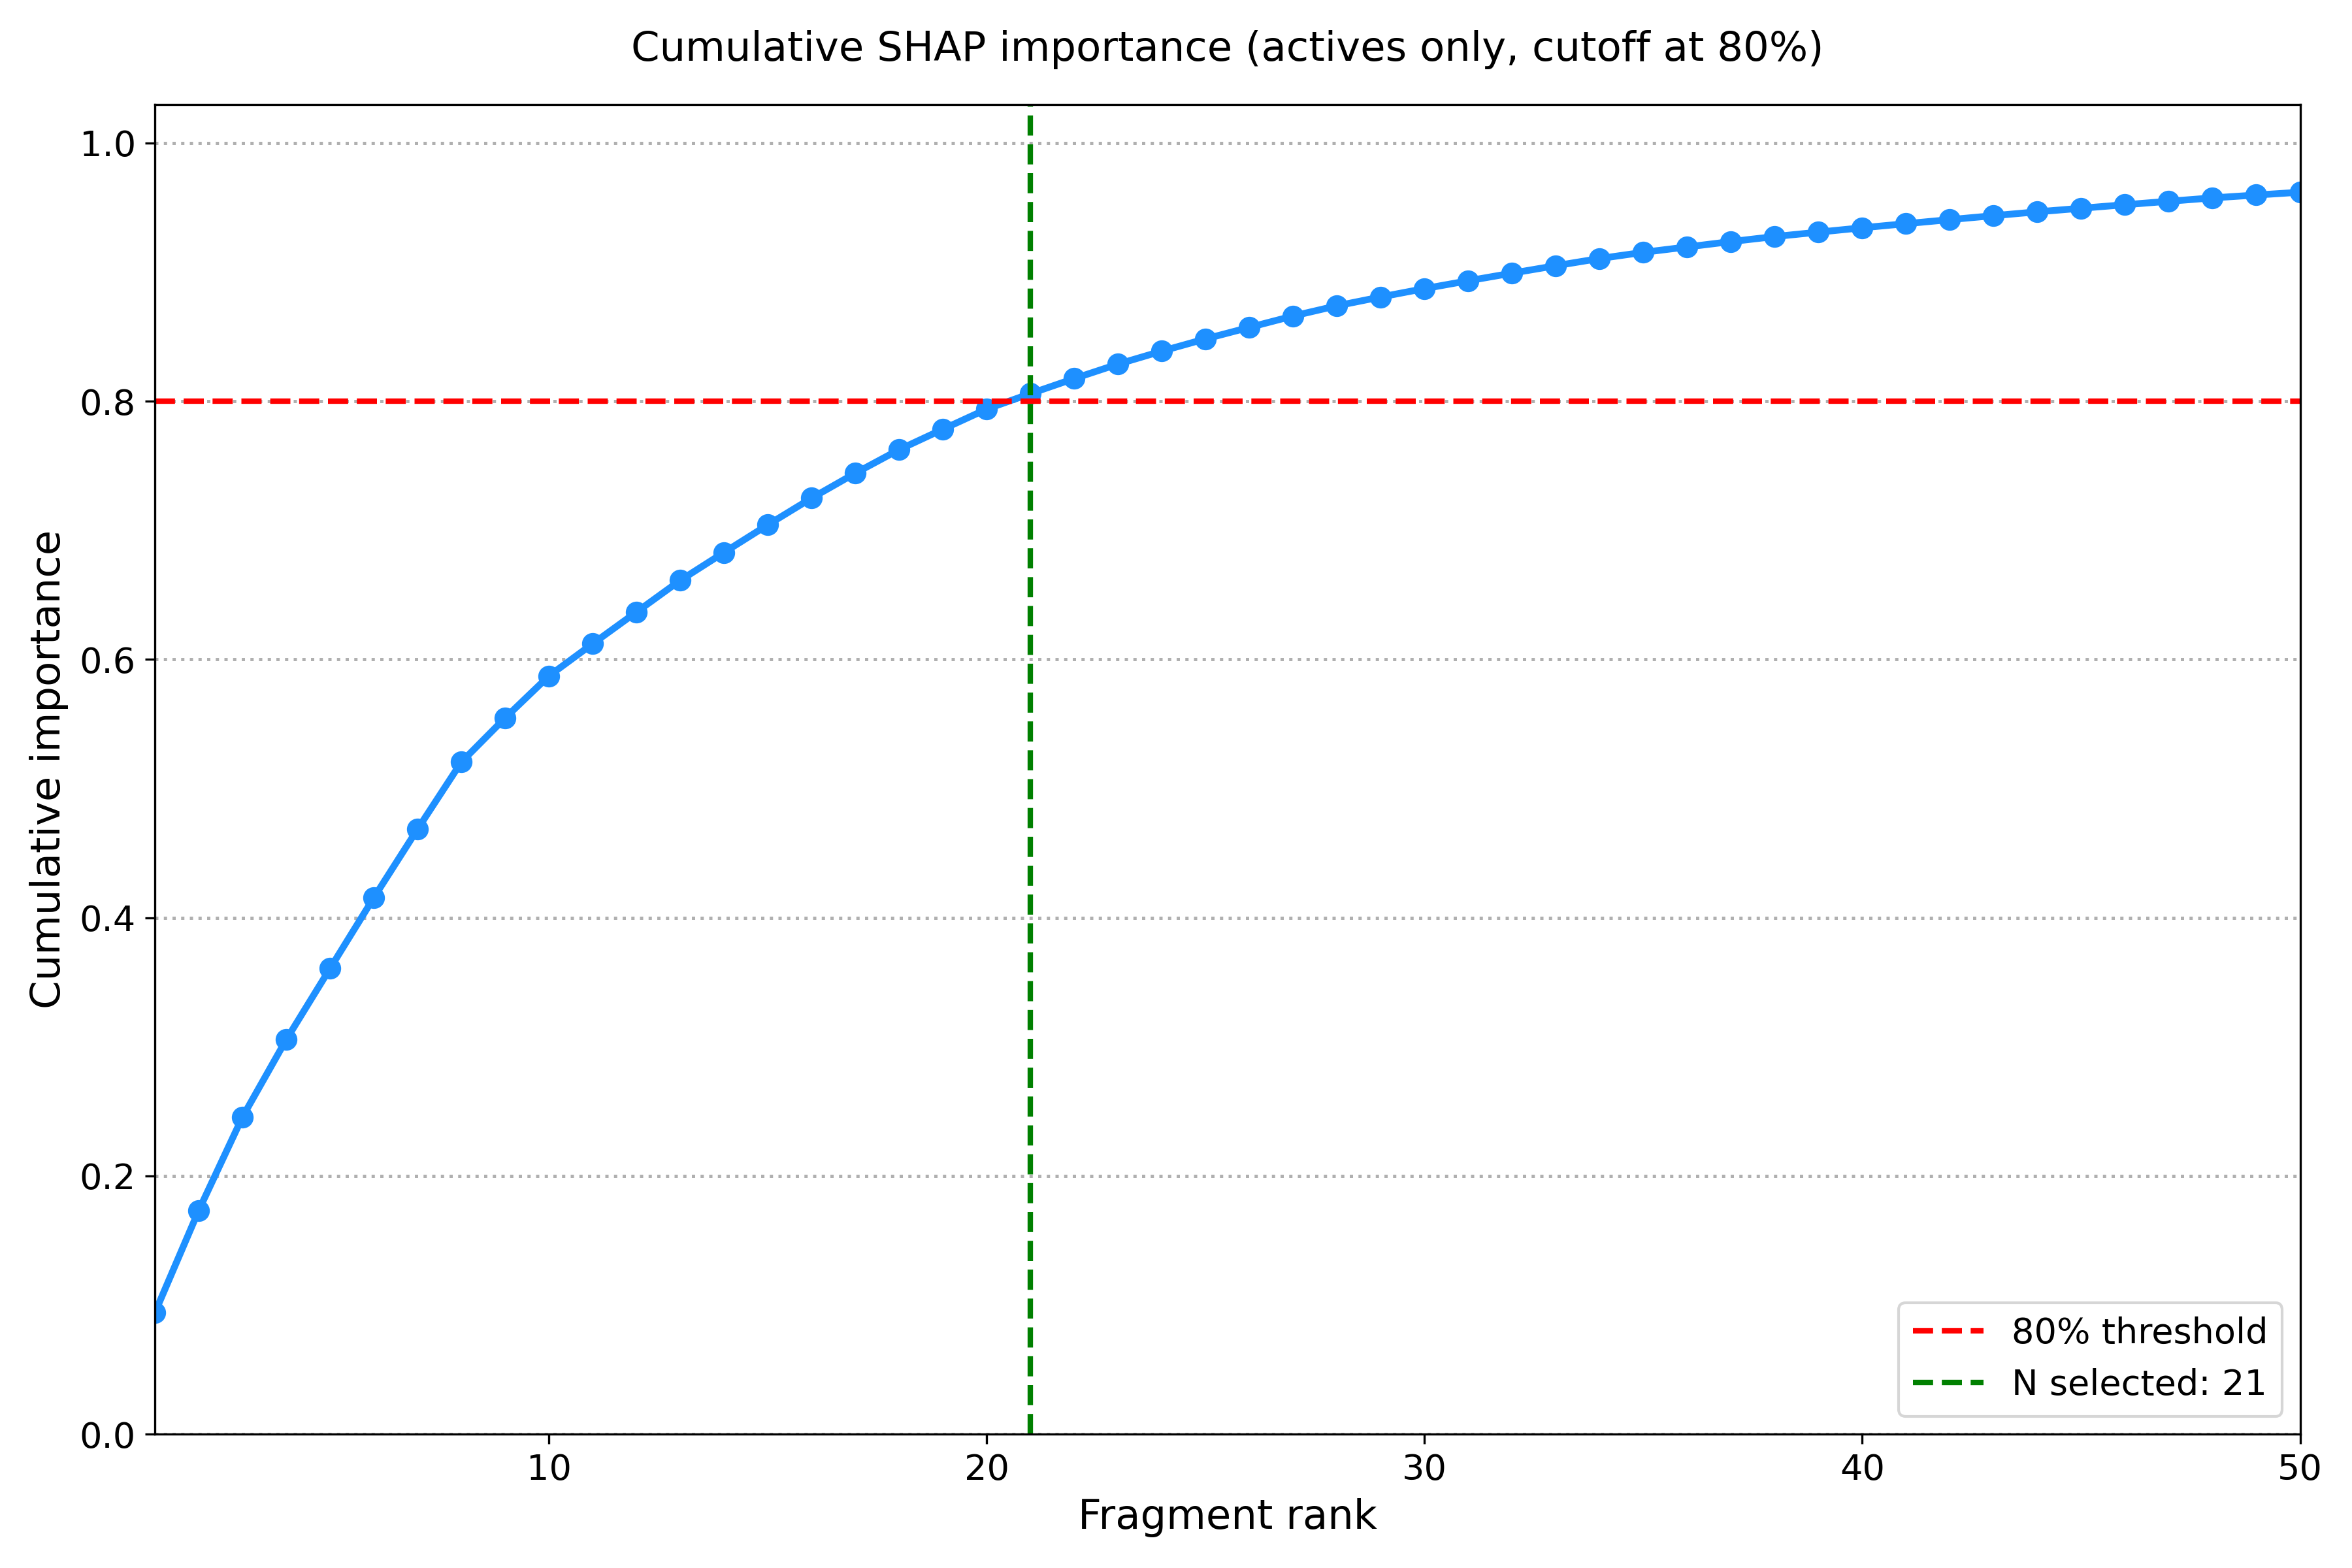 Cumulative SHAP importance (actives only, cutoff at 80%)
Cumulative importance
1.0
0.8
0.6
0.4
0.2
0.0
10
20
30
40
50
Fragment rank
80% threshold
N selected: 21